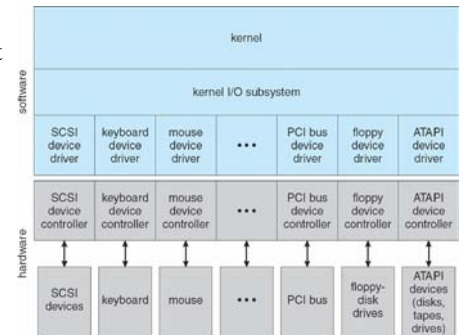 t
kernel
kernel I/O subsystem
SCSI device driver
keyboard device driver
mouse device driver
•••
PCI bus device driver
floppy device driver
ATAPI device driver
SCSI device controller
keyboard device controller
mouse device controller
•••
PCI bus device controller
floppy device controller
ATAPI device controller
SCSI devices
keyboard
mouse
•••
PCI bus
floppy-disk drives
ATAPI devices (disks, tapes, drives)
software
hardware